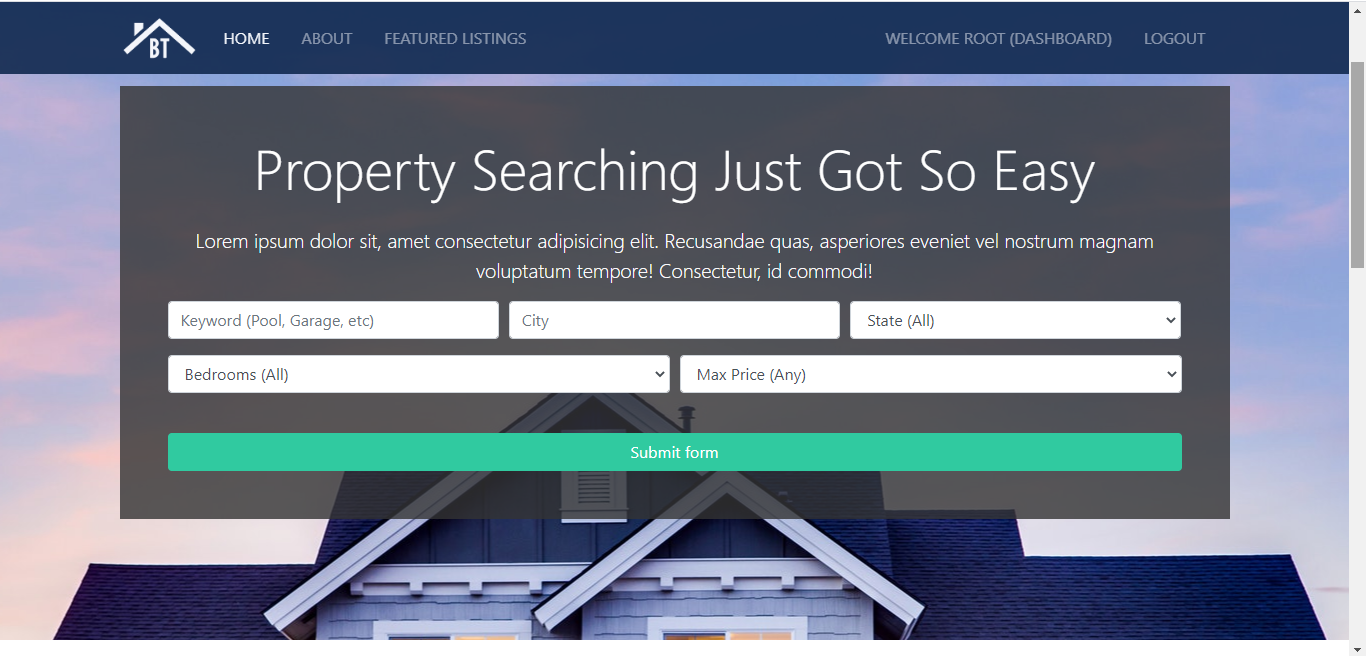 BT HOME ABOUT FEATURED LISTINGS WELCOME ROOT (DASHBOARD) LOGOUT
Property Searching Just Got So Easy
Lorem ipsum dolor sit, amet consectetur adipisicing elit. Recusandae quas, asperiores eveniet vel nostrum magnam
voluptatum tempore! Consectetur, id commodi!
Keyword (Pool, Garage, etc) City State (All)
Bedrooms (All) Max Price (Any)
Submit form